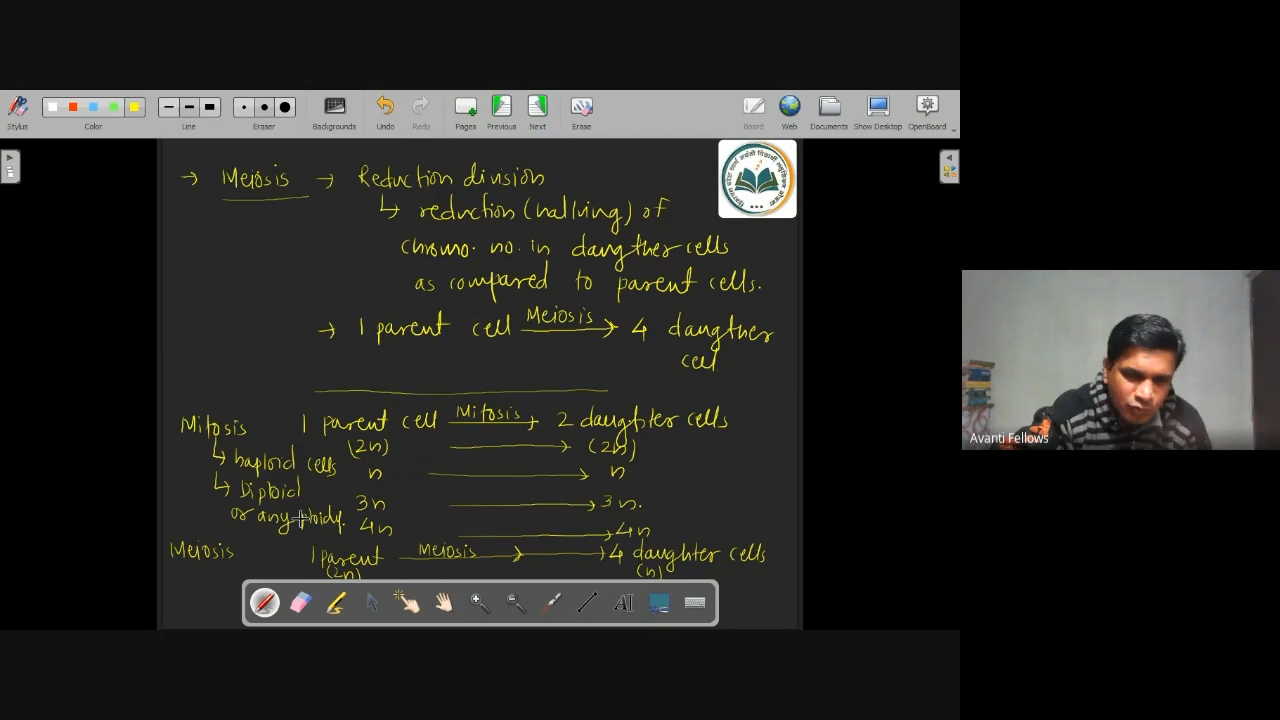 Stylus
Color
Line
Eraser
Backgrounds
Undo
Redo
Pages
Previous
Next
Erase
Board
Web
Documents
Show Desktop
OpenBoard
→ Meiosis → Reduction division
↳ reduction (halving) of
chromo. no. in daugther cells
as compared to parent cells.
→ 1 parent cell Meiosis → 4 daugther
cell
Mitosis 1 parent cell Mitosis → 2 daughter cells
(2n) → (2n)
↳ haploid cells n → n
↳ Diploid 3n → 3n.
or any ploidy. 4n → 4n
Meiosis 1 parent Meiosis → 4 daughter cells
(2n) (n)
AI
Avanti Fellows